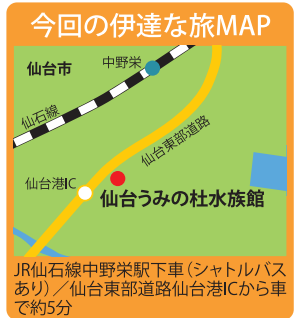 今回の伊達な旅MAP
仙台市
中野栄
仙石線
仙台東部道路
仙台港IC
仙台うみの杜水族館
JR仙石線中野栄駅下車（シャトルバス
あり）／仙台東部道路仙台港ICから車
で約5分